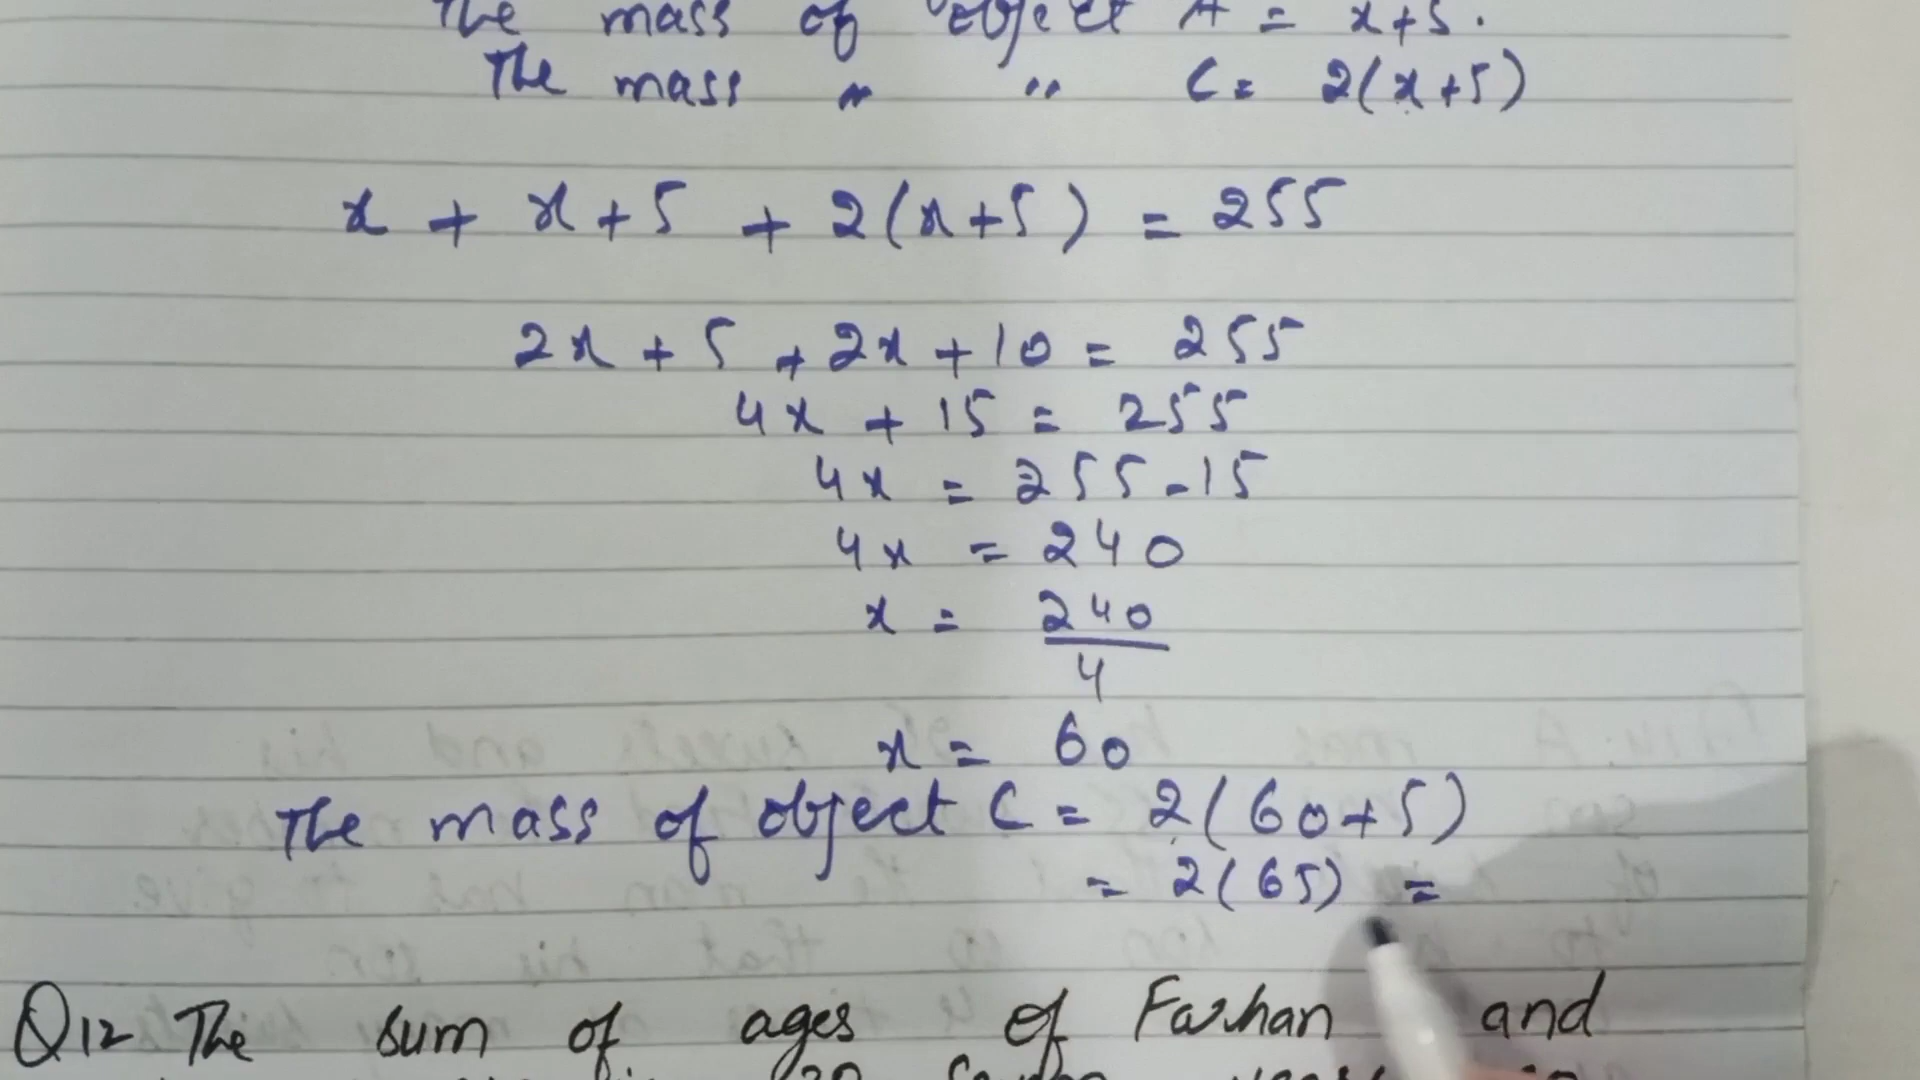 The mass of object A = x+5.
The mass " " C = 2(x+5)
x + x+5 + 2(x+5) = 255
2x + 5 + 2x + 10 = 255
4x + 15 = 255
4x = 255-15
4x = 240
x = 240/4
x = 60
The mass of object C = 2(60+5)
= 2(65) =
Q12 The sum of ages of Farhan and